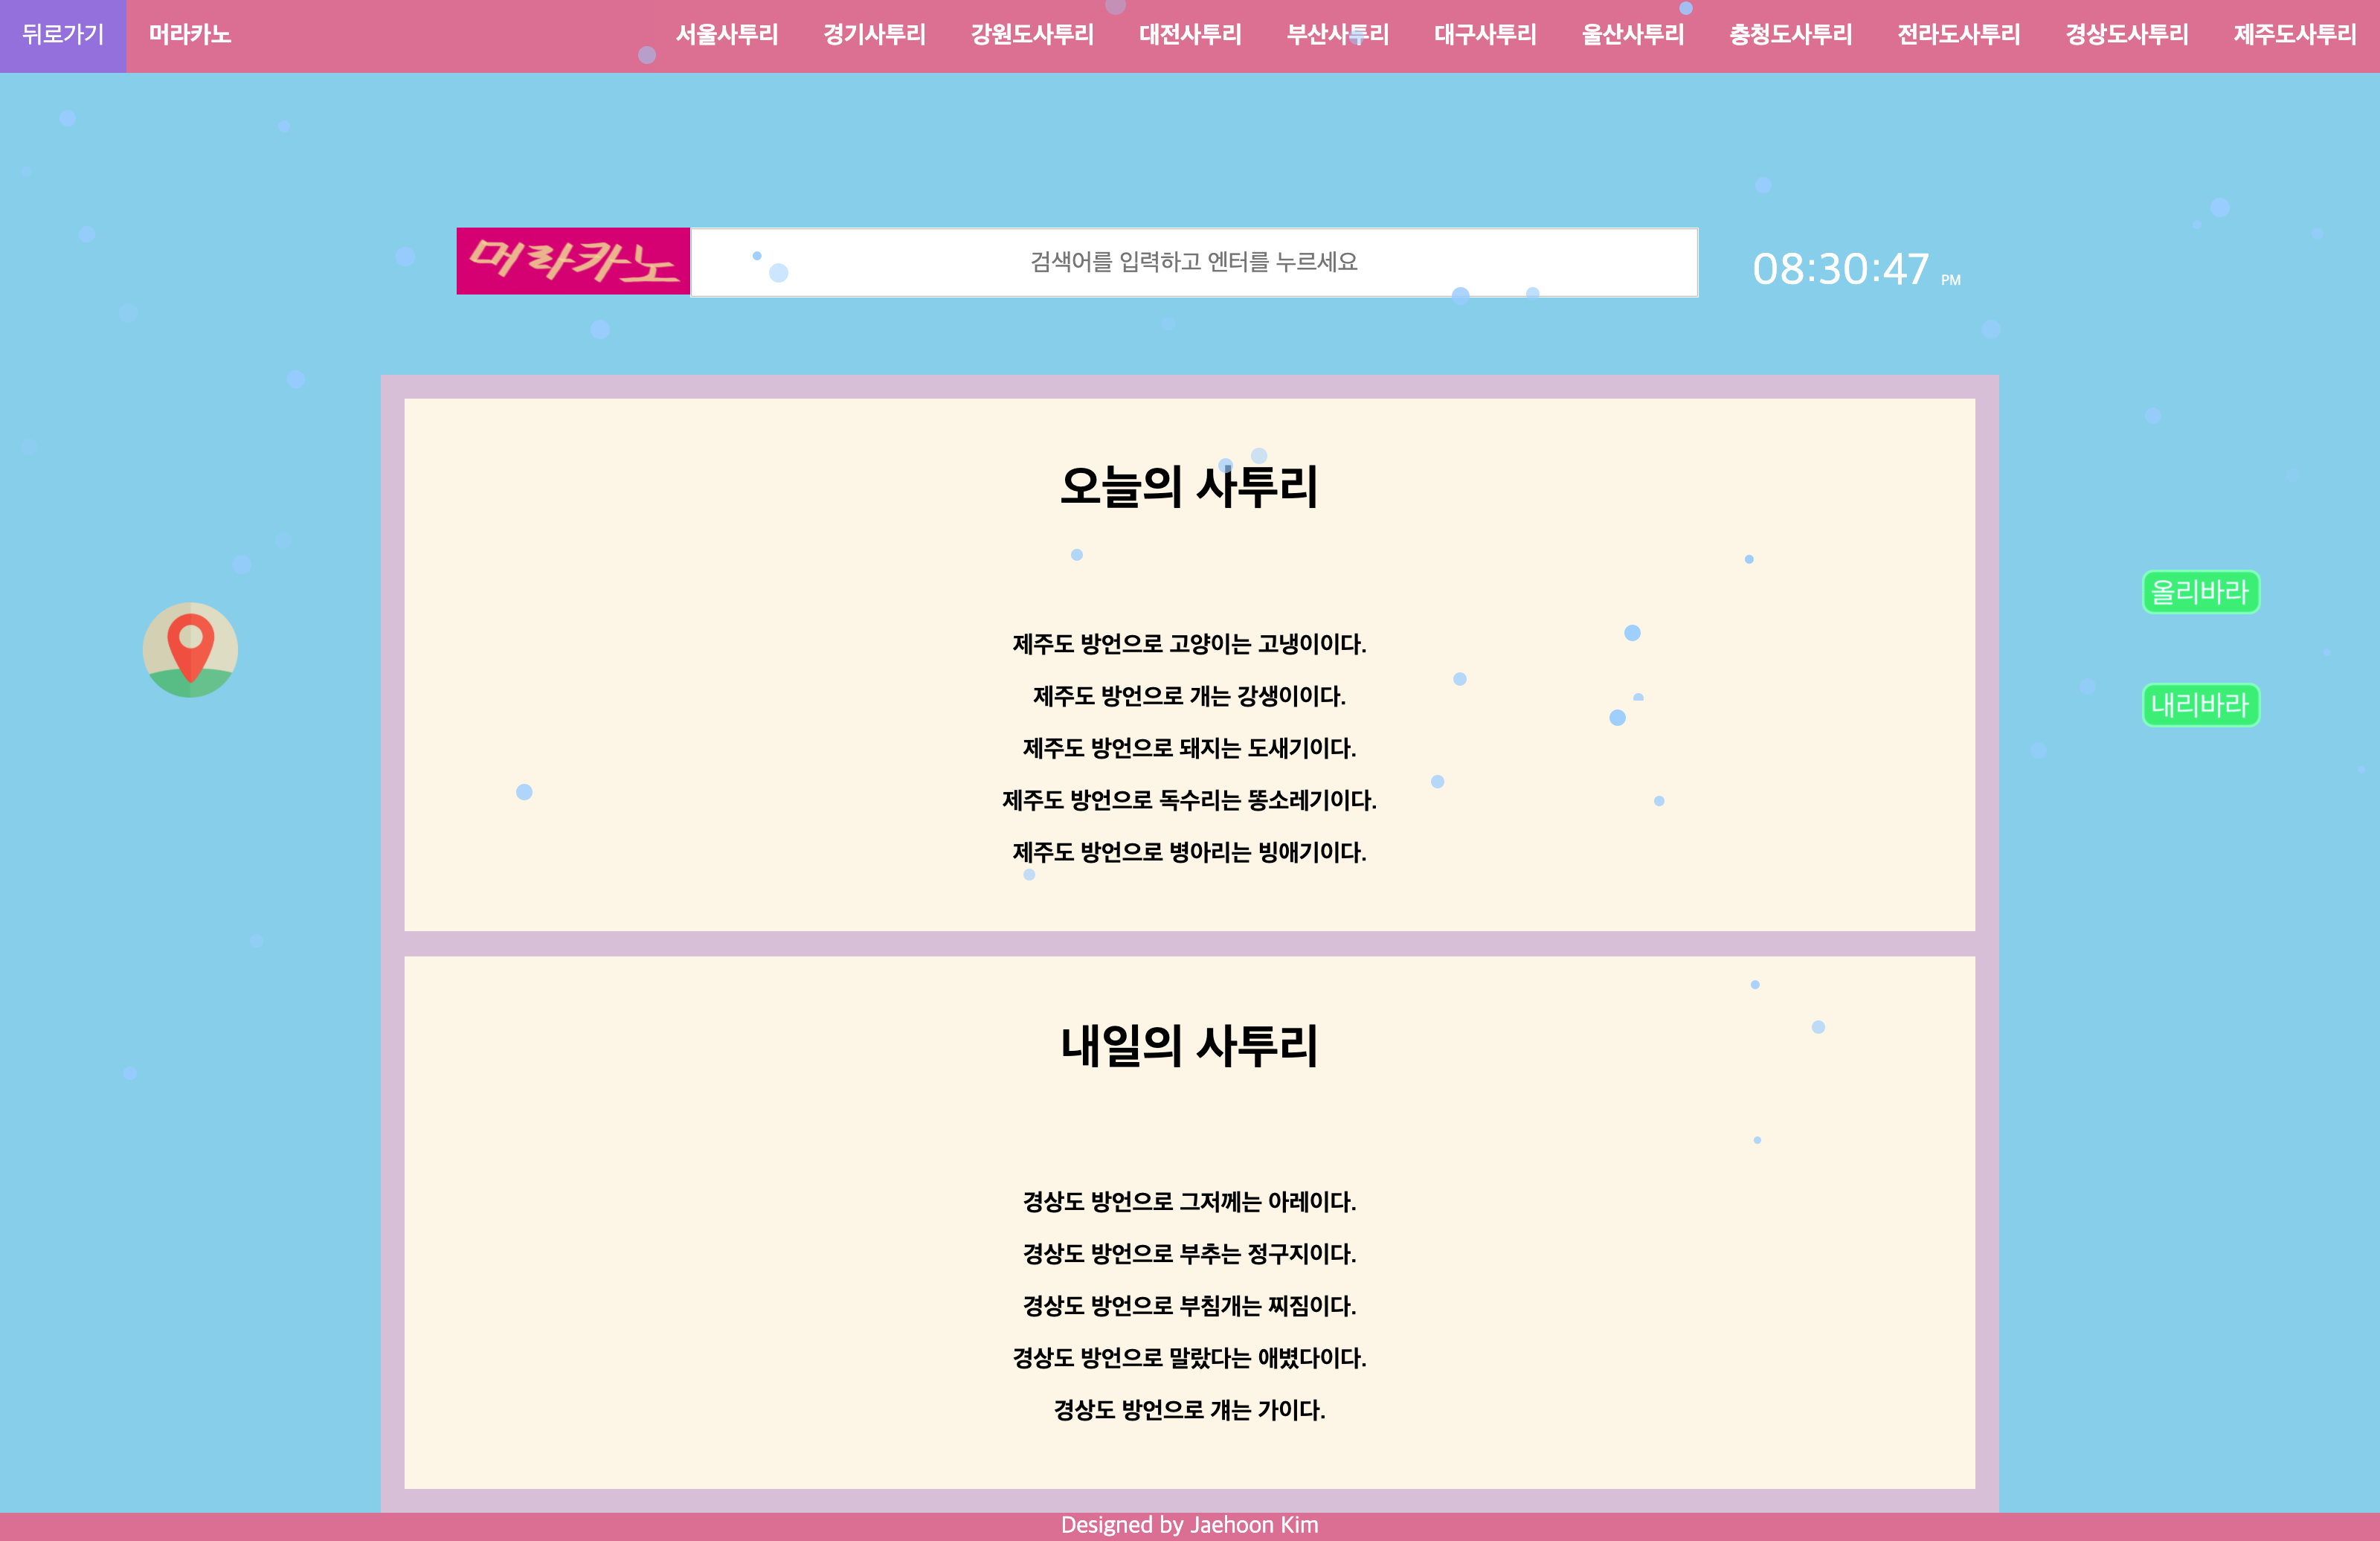 뒤로가기 머라카노 서울사투리 경기사투리 강원도사투리 대전사투리 부산사투리 대구사투리 울산사투리 충청도사투리 전라도사투리 경상도사투리 제주도사투리
머라카노 검색어를 입력하고 엔터를 누르세요 08:30:47 PM
오늘의 사투리
올리바라
제주도 방언으로 고양이는 고냉이이다.
제주도 방언으로 개는 강생이이다.
내리바라
제주도 방언으로 돼지는 도새기이다.
제주도 방언으로 독수리는 똥소레기이다.
제주도 방언으로 병아리는 빙애기이다.
내일의 사투리
경상도 방언으로 그저께는 아레이다.
경상도 방언으로 부추는 정구지이다.
경상도 방언으로 부침개는 찌짐이다.
경상도 방언으로 말랐다는 애볐다이다.
경상도 방언으로 걔는 가이다.
Designed by Jaehoon Kim